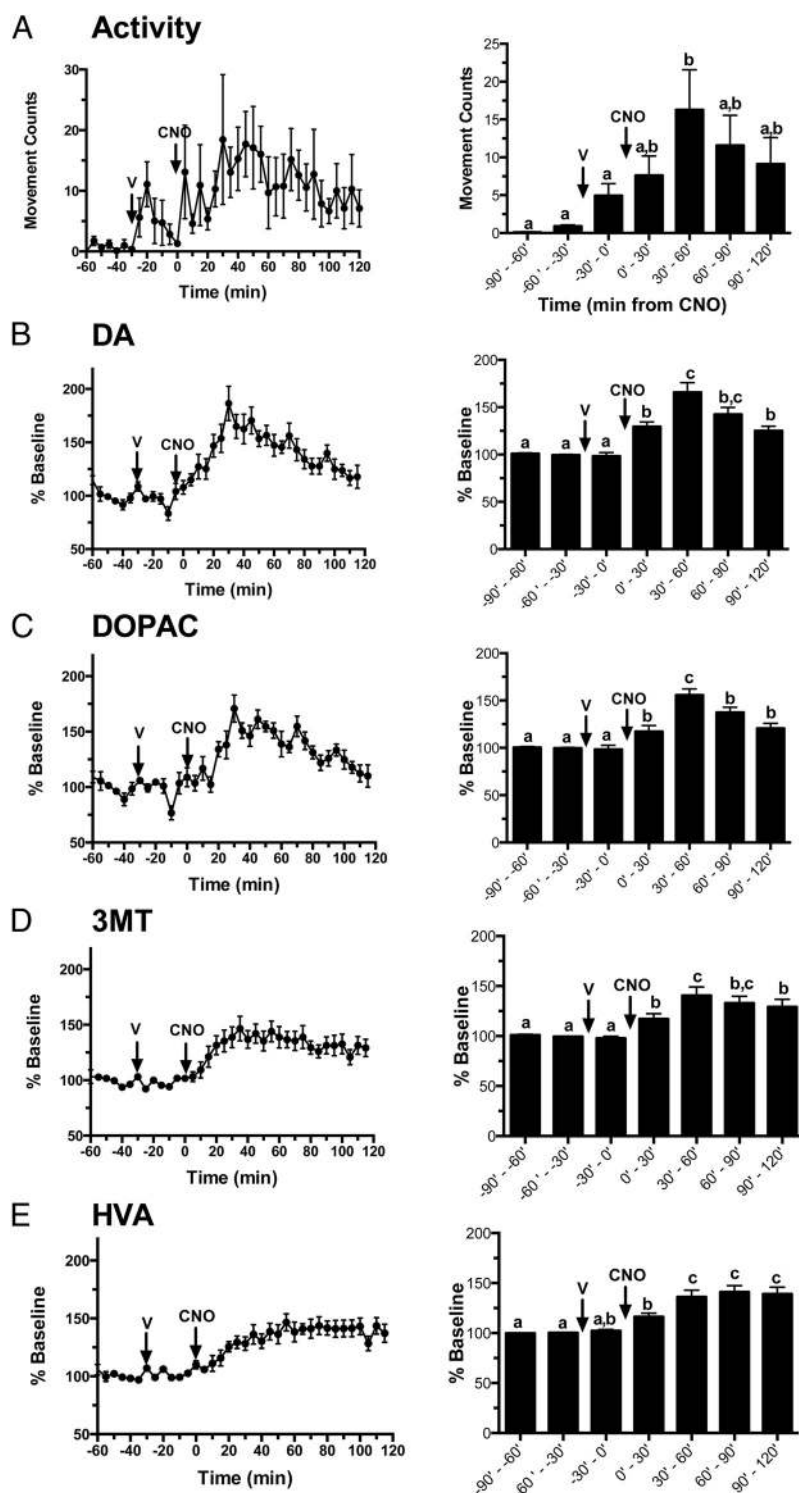 A Activity
Movement Counts
30
20
10
0
V
CNO
-60 -40 -20 0 20 40 60 80 100 120
Time (min)
Movement Counts
25
20
15
10
5
0
a a a a,b b a,b a,b
V
CNO
-90' - -60' -60' - -30' -30' - 0' 0' - 30' 30' - 60' 60' - 90' 90' - 120'
Time (min from CNO)
B DA
% Baseline
200
150
100
50
V
CNO
-60 -40 -20 0 20 40 60 80 100 120
Time (min)
% Baseline
200
150
100
50
0
a a a b c b,c b
V
CNO
-90' - -60' -60' - -30' -30' - 0' 0' - 30' 30' - 60' 60' - 90' 90' - 120'
C DOPAC
% Baseline
200
150
100
50
V
CNO
-60 -40 -20 0 20 40 60 80 100 120
Time (min)
% Baseline
200
150
100
50
0
a a a b c b b
V
CNO
-90' - -60' -60' - -30' -30' - 0' 0' - 30' 30' - 60' 60' - 90' 90' - 120'
D 3MT
% Baseline
200
150
100
50
V
CNO
-60 -40 -20 0 20 40 60 80 100 120
Time (min)
% Baseline
200
150
100
50
0
a a a b c b,c b
V
CNO
-90' - -60' -60' - -30' -30' - 0' 0' - 30' 30' - 60' 60' - 90' 90' - 120'
E HVA
% Baseline
200
150
100
50
V
CNO
-60 -40 -20 0 20 40 60 80 100 120
Time (min)
% Baseline
200
150
100
50
0
a a a,b b c c c
V
CNO
-90' - -60' -60' - -30' -30' - 0' 0' - 30' 30' - 60' 60' - 90' 90' - 120'